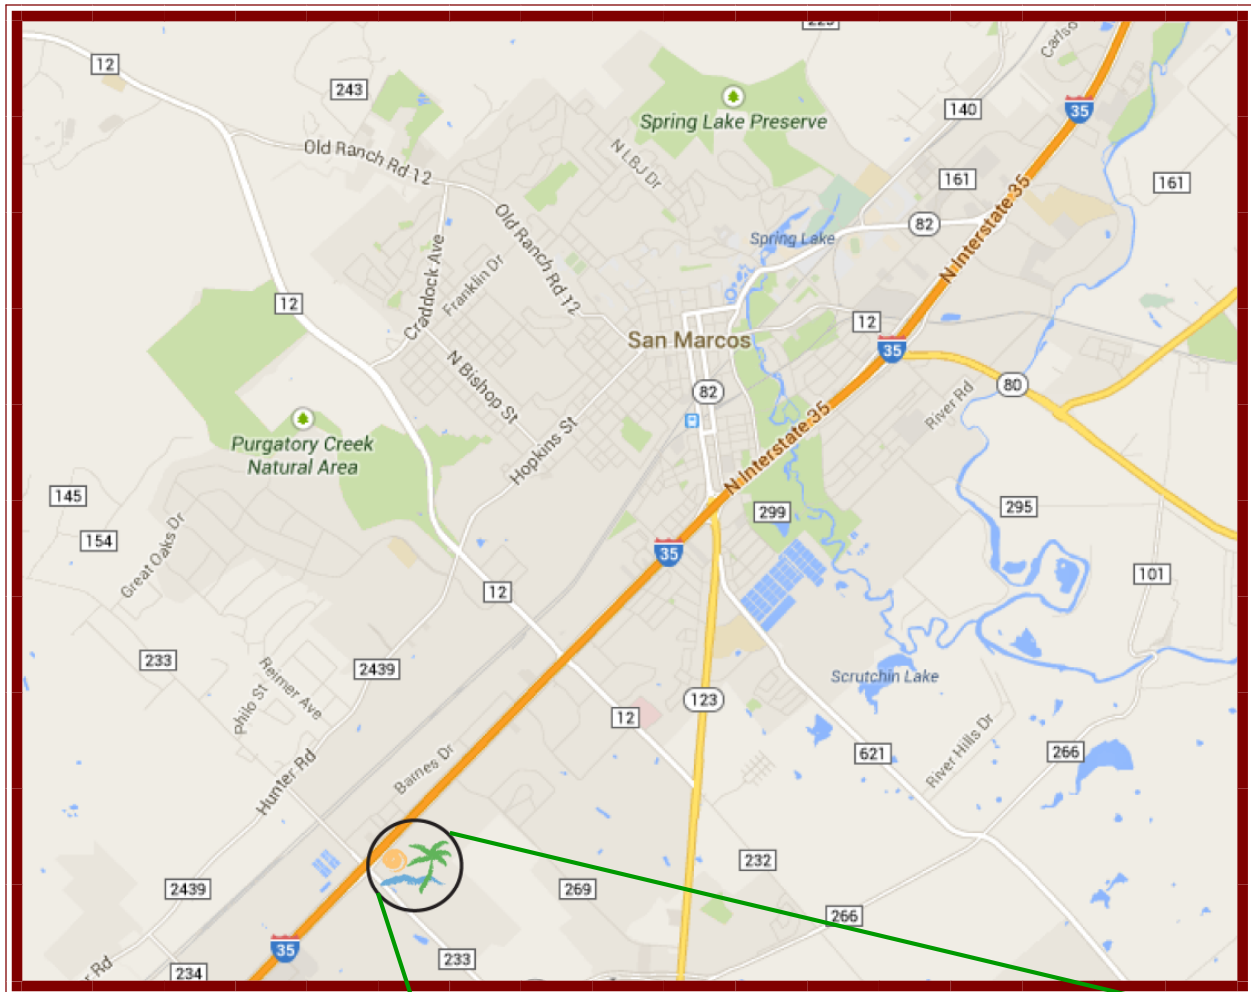 223
Carlso
12
243
Spring Lake Preserve
140
35
Old Ranch Rd 12
N LBJ Dr
161
161
82
Old Ranch Rd 12
Spring Lake
N Interstate 35
Craddock Ave
Franklin Dr
12
12
San Marcos
35
N Bishop St
82
80
River Rd
Purgatory Creek
Natural Area
Hopkins St
N Interstate 35
145
299
295
154
Great Oaks Dr
35
101
12
233
2439
Reimer Ave
Philo St
Scrutchin Lake
123
12
621
River Hills Dr
266
Hunter Rd
Barnes Dr
232
2439
269
266
35
233
r Rd
234